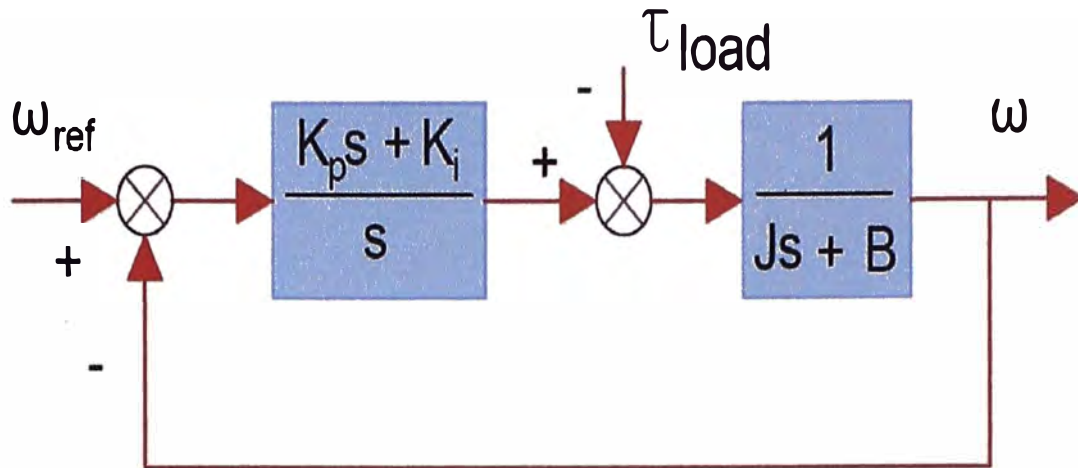 τload
ωref
Kps + Ki
s
1
Js + B
ω
+
-
+
-